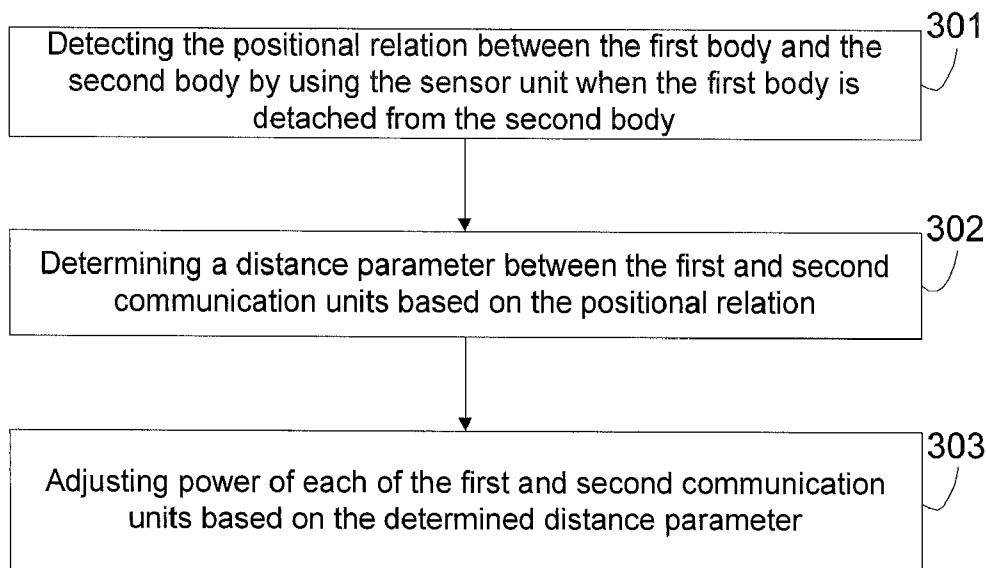 Detecting the positional relation between the first body and the
second body by using the sensor unit when the first body is
detached from the second body
301
Determining a distance parameter between the first and second
communication units based on the positional relation
302
Adjusting power of each of the first and second communication
units based on the determined distance parameter
303